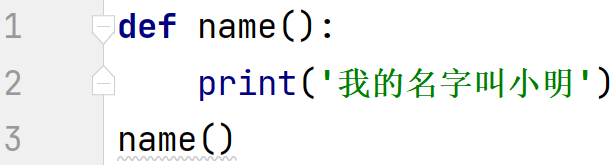 1 def name():
2     print('我的名字叫小明')
3 name()